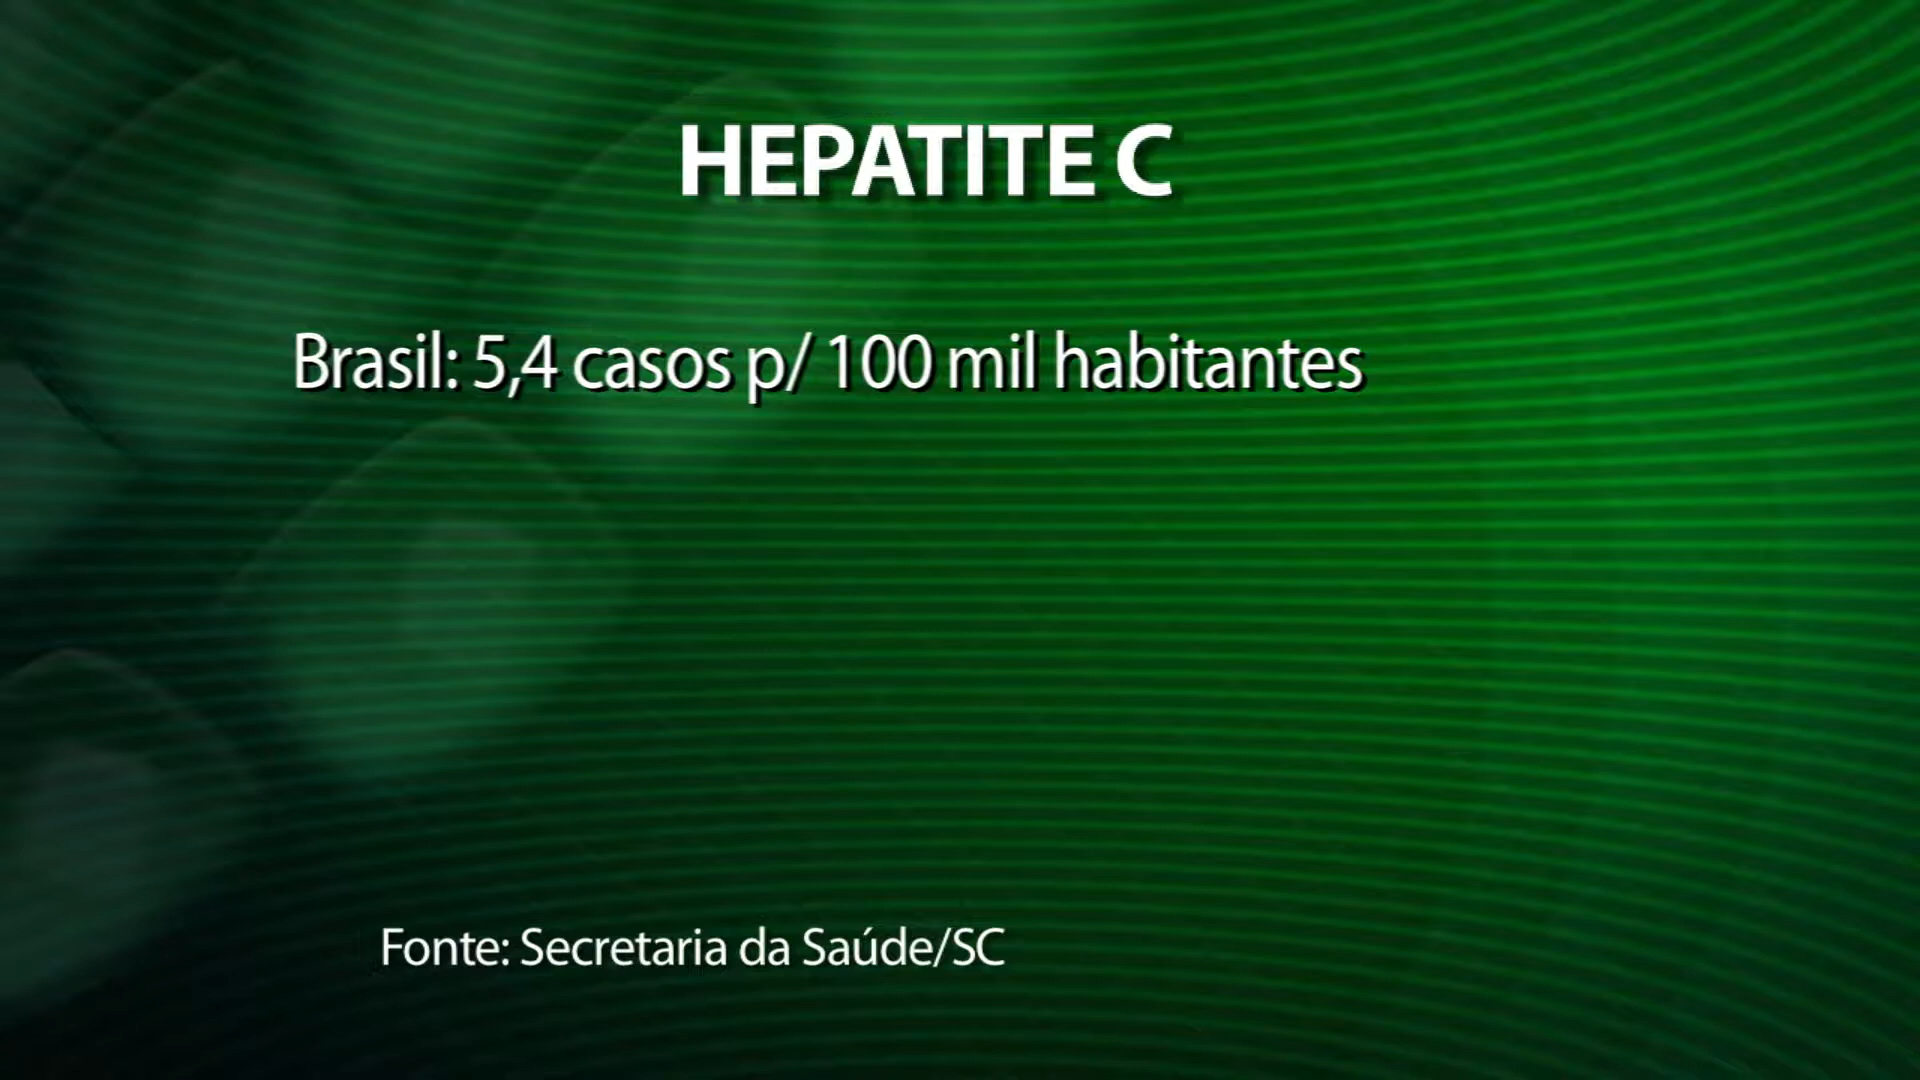 HEPATITE C
Brasil: 5,4 casos p/ 100 mil habitantes
Fonte: Secretaria da Saúde/SC